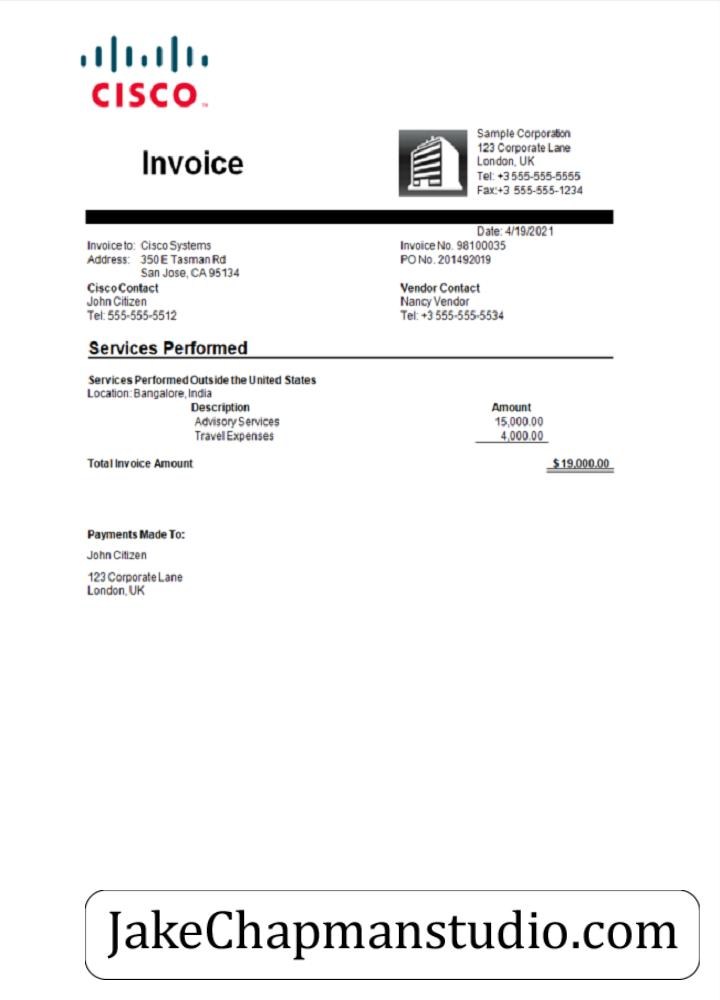 CISCO
Invoice
Sample Corporation
123 Corporate Lane
London, UK
Tel: +3 555-555-5555
Fax:+3 555-555-1234
Date: 4/19/2021
Invoice to: Cisco Systems
Invoice No. 98100035
Address: 350 E Tasman Rd
PO No. 201492019
San Jose, CA 95134
Cisco Contact
Vendor Contact
John Citizen
Nancy Vendor
Tel: 555-555-5512
Tel: +3 555-555-5534
Services Performed
Services Performed Outside the United States
Location: Bangalore, India
Description Amount
Advisory Services 15,000.00
Travel Expenses 4,000.00
Total Invoice Amount $19,000.00
Payments Made To:
John Citizen
123 Corporate Lane
London, UK
JakeChapmanstudio.com